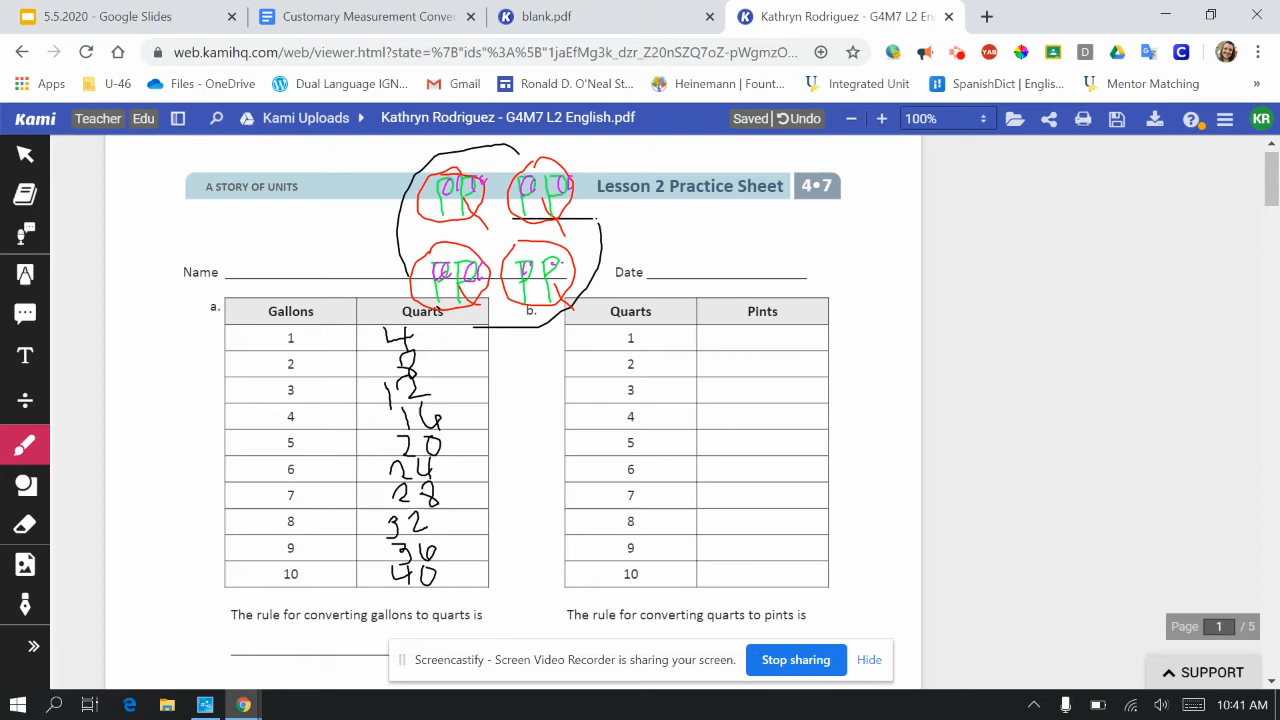 5.5.2020 - Google Slides
Customary Measurement Conver
blank.pdf
Kathryn Rodriguez - G4M7 L2 En
web.kamihq.com/web/viewer.html?state=%7B"ids"%3A%5B"1jaEfMg3k_dzr_Z20nSZQ7oZ-pWgmzO...
Apps
U-46
Files - OneDrive
Dual Language IGN...
Gmail
Ronald D. O'Neal St...
Heinemann | Fount...
Integrated Unit
SpanishDict | Englis...
Mentor Matching
Kami
Teacher
Edu
Kami Uploads
Kathryn Rodriguez - G4M7 L2 English.pdf
Saved
Undo
100%
KR
A STORY OF UNITS
Lesson 2 Practice Sheet
4•7
P P P P
P P P P
Name
Date
a.
Gallons Quarts
1 4
2 8
3 12
4 16
5 20
6 24
7 28
8 32
9 36
10 40
The rule for converting gallons to quarts is
b.
Quarts Pints
1
2
3
4
5
6
7
8
9
10
The rule for converting quarts to pints is
Page 1 / 5
Screencastify - Screen Video Recorder is sharing your screen.
Stop sharing
Hide
SUPPORT
10:41 AM